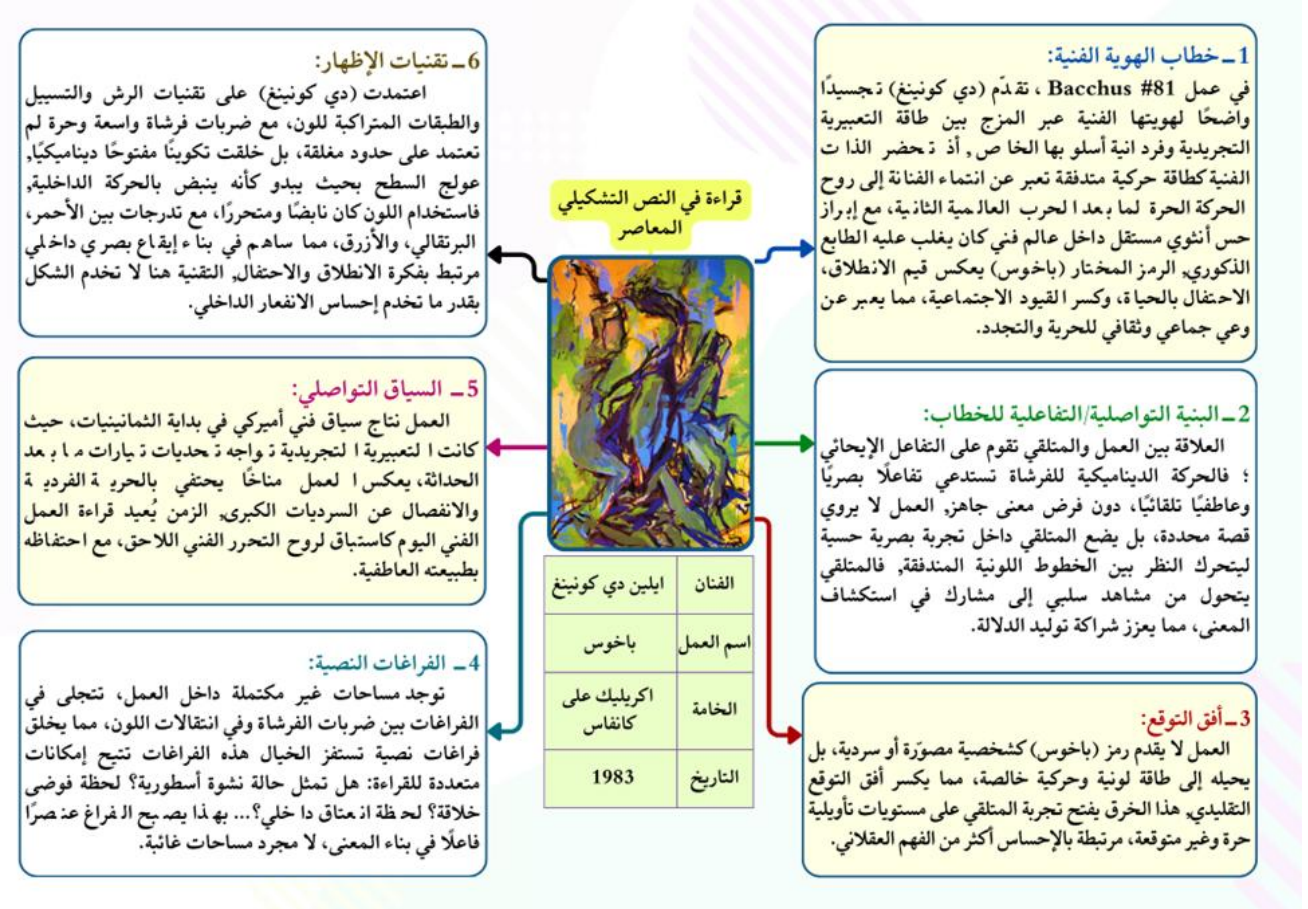 قراءة في النص التشكيلي
المعاصر
1ـ خطاب الهوية الفنية:
في عمل Bacchus #81 ، تقدّم (دي كونينغ) تجسيدًا
واضحًا لهويتها الفنية عبر المزج بين طاقة التعبيرية
التجريدية وفردانية أسلوبها الخاص, أذ تحضر الذات
الفنية كطاقة حركية متدفقة تعبر عن انتماء الفنانة إلى روح
الحركة الحرة لما بعد الحرب العالمية الثانية، مع إبراز
حس أنثوي مستقل داخل عالم فني كان يغلب عليه الطابع
الذكوري, الرمز المختار (باخوس) يعكس قيم الانطلاق،
الاحتفال بالحياة، وكسر القيود الاجتماعية، مما يعبر عن
وعي جماعي وثقافي للحرية والتجدد.
2ـ البنية التواصلية/التفاعلية للخطاب:
العلاقة بين العمل والمتلقي تقوم على التفاعل الإيحائي
؛ فالحركة الديناميكية للفرشاة تستدعي تفاعلًا بصريًا
وعاطفيًا تلقائيًا، دون فرض معنى جاهز, العمل لا يروي
قصة محددة، بل يضع المتلقي داخل تجربة بصرية حسية
ليتحرك النظر بين الخطوط اللونية المندفقة, فالمتلقي
يتحول من مشاهد سلبي إلى مشارك في استكشاف
المعنى، مما يعزز شراكة توليد الدلالة.
3ـ أفق التوقع:
العمل لا يقدم رمز (باخوس) كشخصية مصوّرة أو سردية، بل
يحيله إلى طاقة لونية وحركية خالصة، مما يكسر أفق التوقع
التقليدي, هذا الخرق يفتح تجربة المتلقي على مستويات تأويلية
حرة وغير متوقعة، مرتبطة بالإحساس أكثر من الفهم العقلاني.
4ـ الفراغات النصية:
توجد مساحات غير مكتملة داخل العمل، تتجلى في
الفراغات بين ضربات الفرشاة وفي انتقالات اللون، مما يخلق
فراغات نصية تستفز الخيال هذه الفراغات تتيح إمكانات
متعددة للقراءة: هل تمثل حالة نشوة أسطورية؟ لحظة فوضى
خلاقة؟ لحظة انعتاق داخلي؟... بهذا يصبح الفراغ عنصرًا
فاعلًا في بناء المعنى، لا مجرد مساحات غائبة.
5ـ السياق التواصلي:
العمل نتاج سياق فني أميركي في بداية الثمانينيات، حيث
كانت التعبيرية التجريدية تواجه تحديات تيارات ما بعد
الحداثة، يعكس العمل مناخًا يحتفي بالحرية الفردية
والانفصال عن السرديات الكبرى, الزمن يُعيد قراءة العمل
الفني اليوم كاستباق لروح التحرر الفني اللاحق، مع احتفاظه
بطبيعته العاطفية.
6ـ تقنيات الإظهار:
اعتمدت (دي كونينغ) على تقنيات الرش والتسييل
والطبقات المتراكبة للون، مع ضربات فرشاة واسعة وحرة لم
تعتمد على حدود مغلقة، بل خلقت تكوينًا مفتوحًا ديناميكيًا,
عولج السطح بحيث يبدو كأنه ينبض بالحركة الداخلية,
فاستخدام اللون كان نابضًا ومتحررًا، مع تدرجات بين الأحمر،
البرتقالي، والأزرق، مما ساهم في بناء إيقاع بصري داخلي
مرتبط بفكرة الانطلاق والاحتفال, التقنية هنا لا تخدم الشكل
بقدر ما تخدم إحساس الانفجار الداخلي.
الفنان ايلين دي كونينغ
اسم العمل باخوس
الخامة اكريليك على
كانفاس
التاريخ 1983